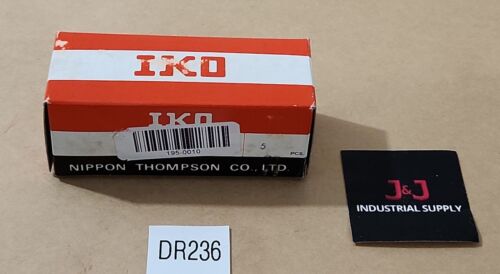 IKO
IKO
195-0010
5 PCS.
NIPPON THOMPSON CO., LTD.
J&J
INDUSTRIAL SUPPLY
DR236